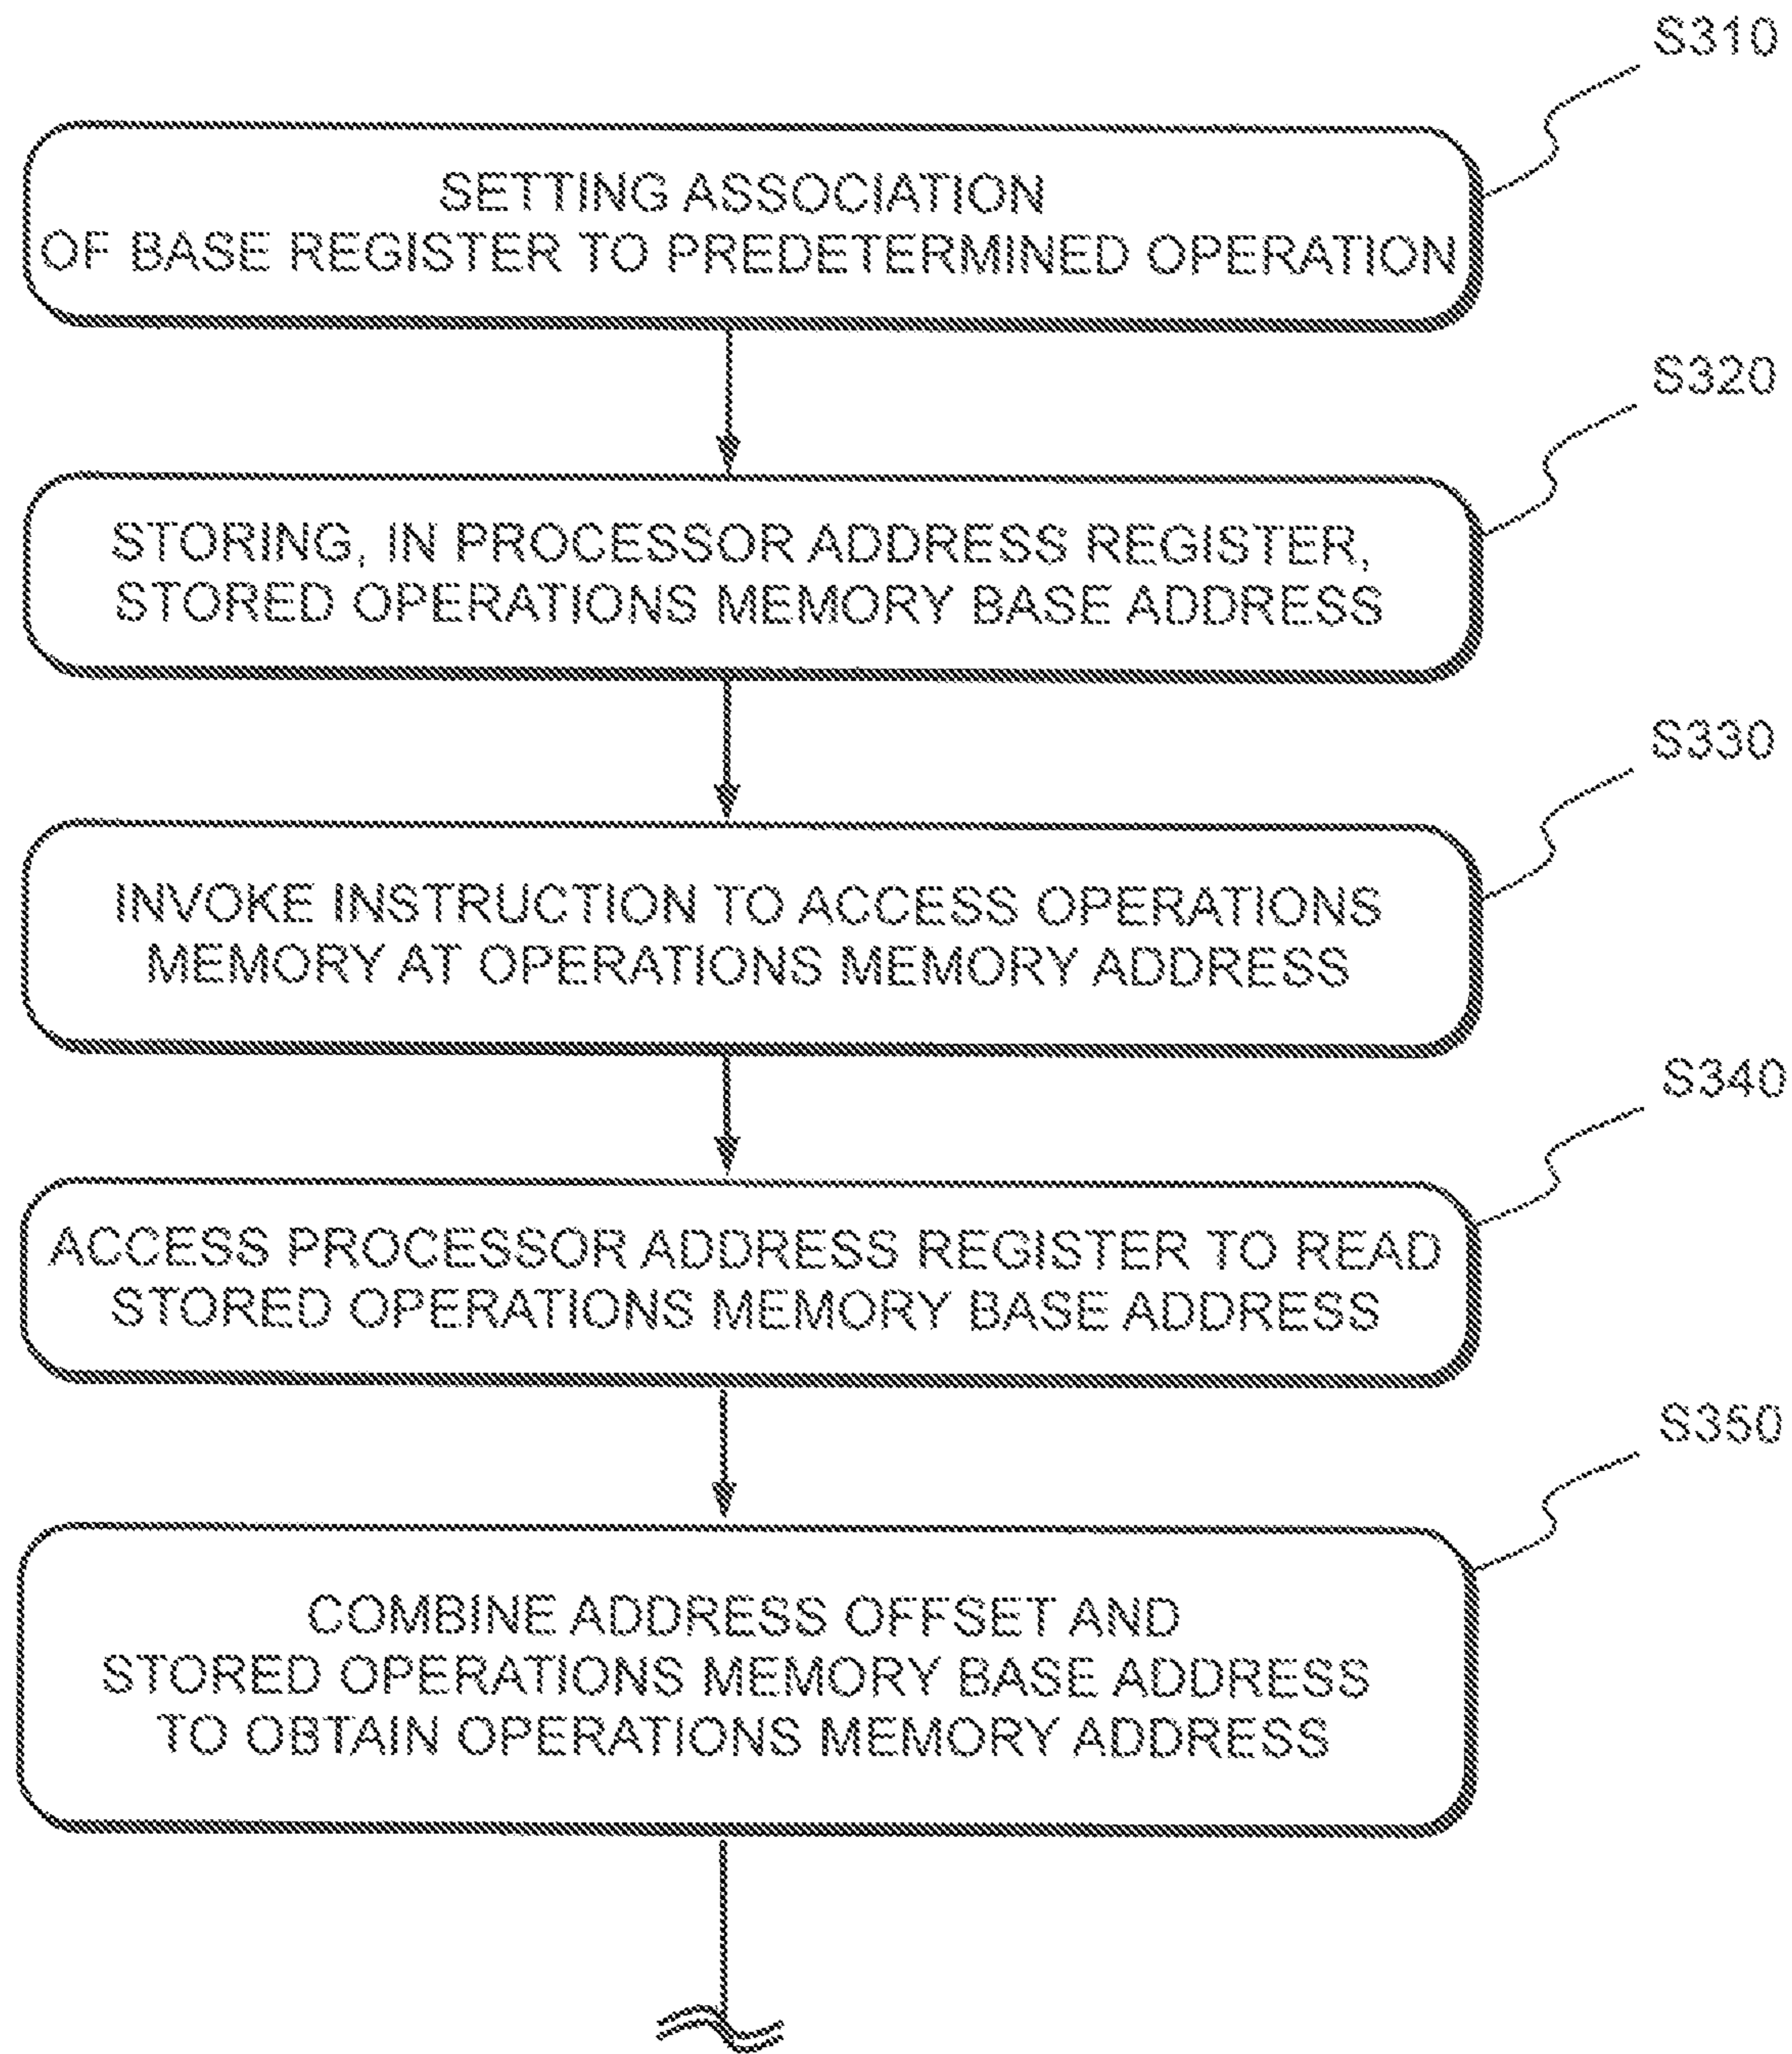 S310
SETTING ASSOCIATION
OF BASE REGISTER TO PREDETERMINED OPERATION
S320
STORING, IN PROCESSOR ADDRESS REGISTER,
STORED OPERATIONS MEMORY BASE ADDRESS
S330
INVOKE INSTRUCTION TO ACCESS OPERATIONS
MEMORY AT OPERATIONS MEMORY ADDRESS
S340
ACCESS PROCESSOR ADDRESS REGISTER TO READ
STORED OPERATIONS MEMORY BASE ADDRESS
S350
COMBINE ADDRESS OFFSET AND
STORED OPERATIONS MEMORY BASE ADDRESS
TO OBTAIN OPERATIONS MEMORY ADDRESS